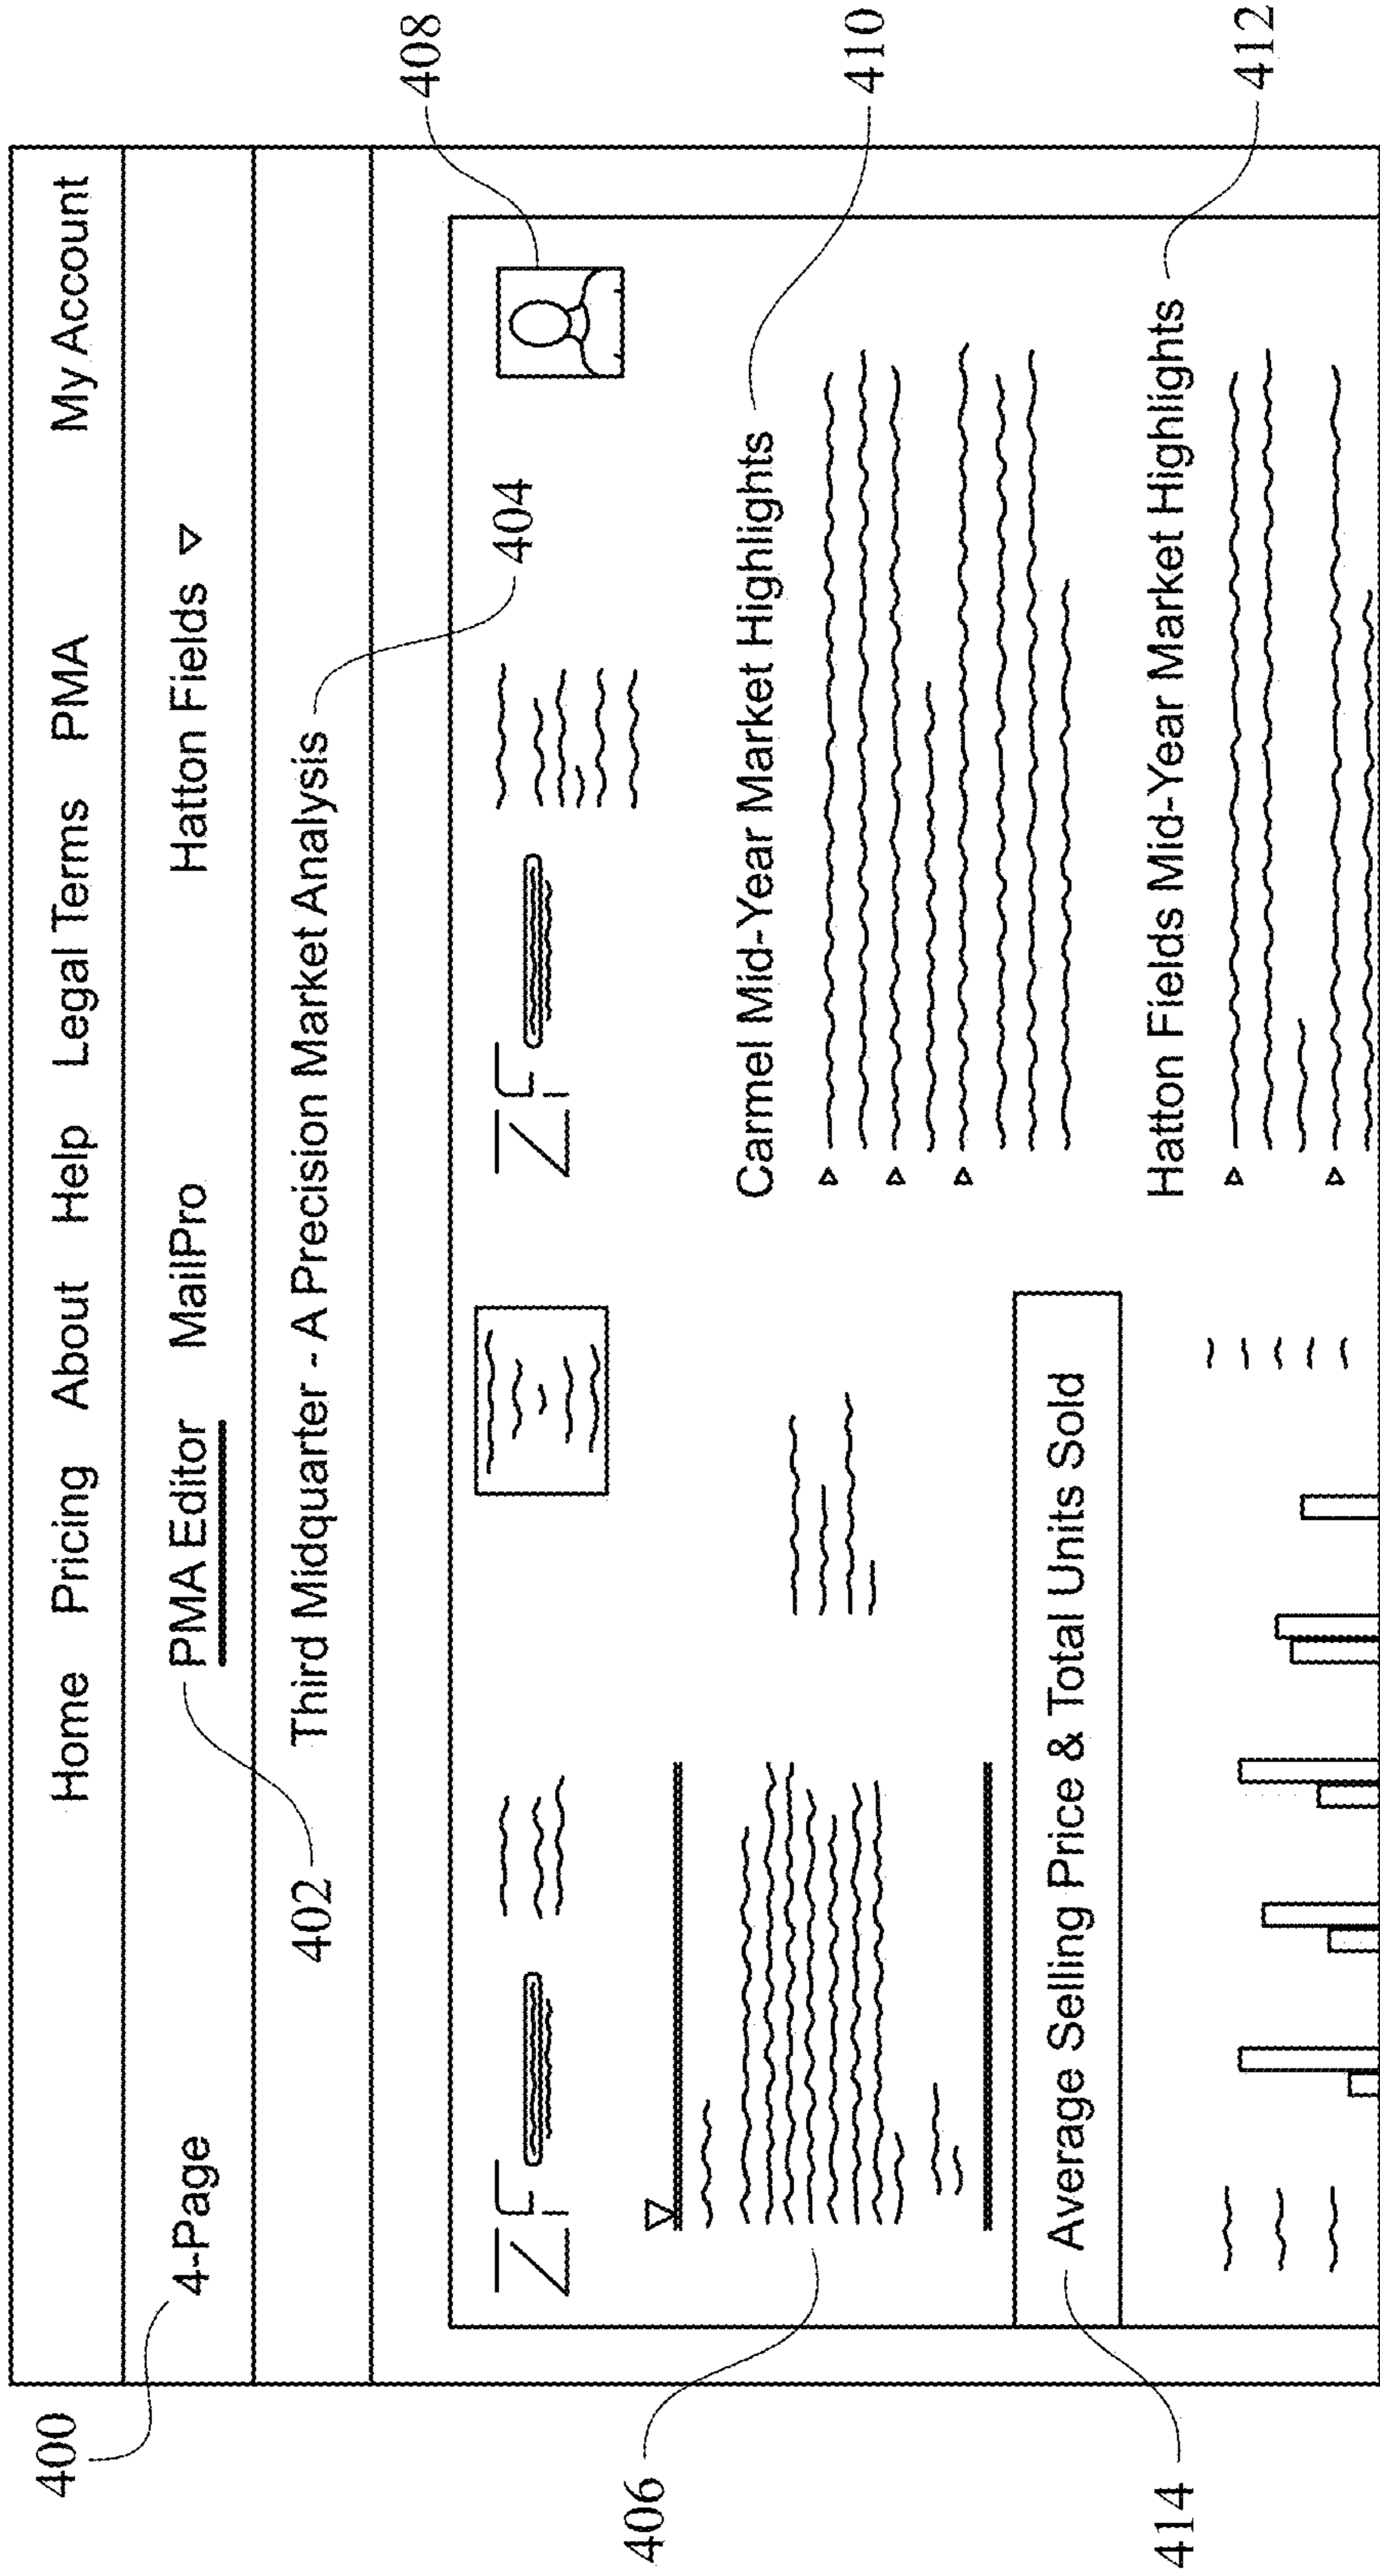 Home Pricing About Help Legal Terms PMA My Account
400
4-Page PMA Editor MailPro Hatton Fields
402
Third Midquarter - A Precision Market Analysis
404
408
ZF ZF
406
Carmel Mid-Year Market Highlights
410
414
Average Selling Price & Total Units Sold
Hatton Fields Mid-Year Market Highlights
412